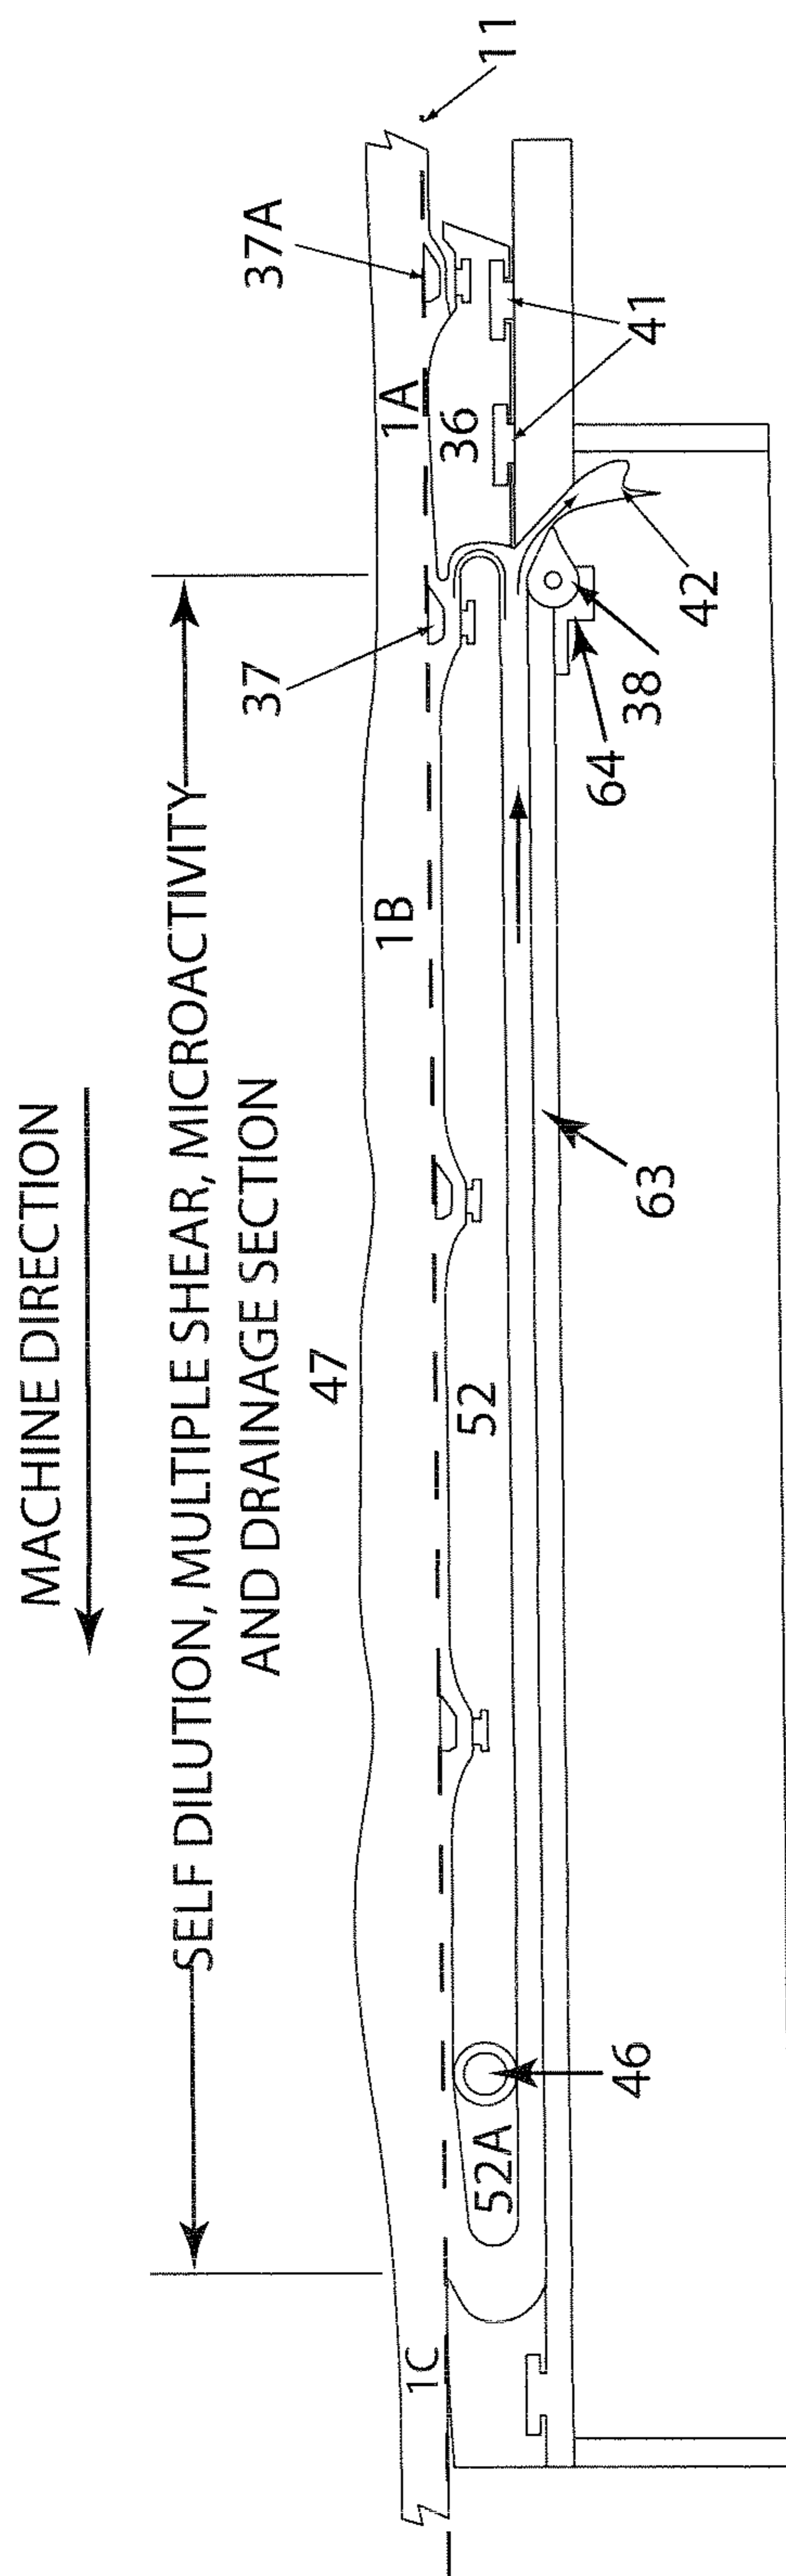 MACHINE DIRECTION
SELF DILUTION, MULTIPLE SHEAR, MICROACTIVITY
AND DRAINAGE SECTION
47
37
37A
11
1C
1B
1A
52A
52
36
46
63
64
38
42
41